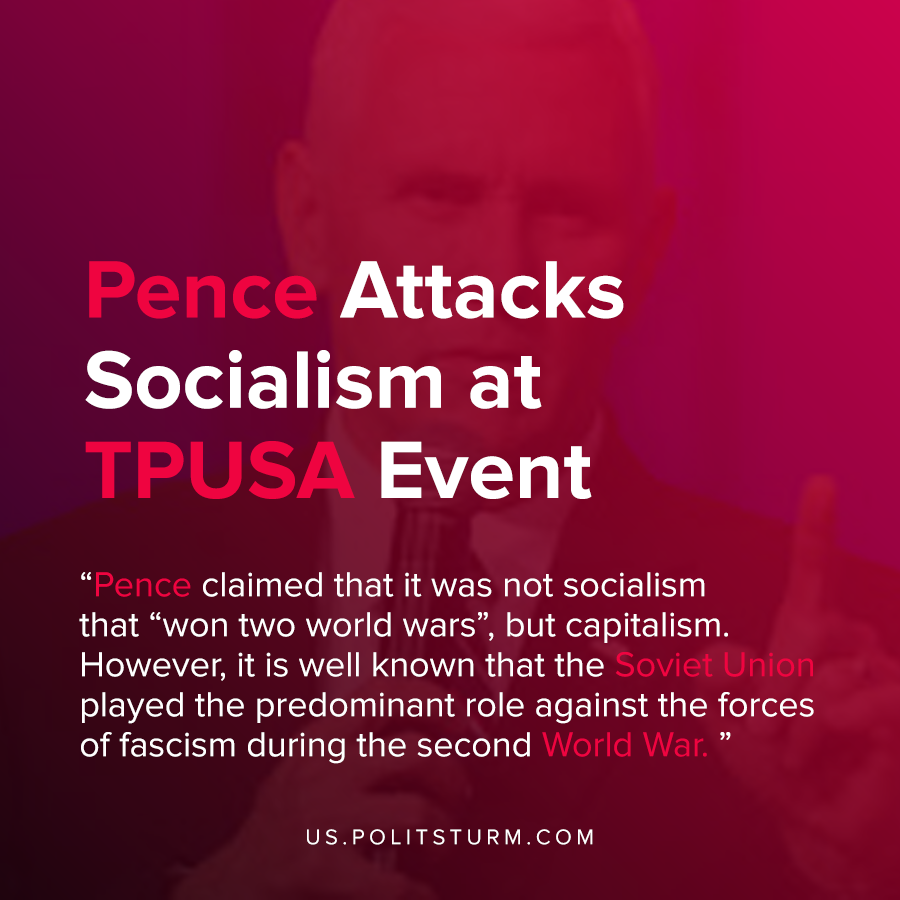 Pence Attacks
Socialism at
TPUSA Event
“Pence claimed that it was not socialism
that “won two world wars”, but capitalism.
However, it is well known that the Soviet Union
played the predominant role against the forces
of fascism during the second World War. ”
US.POLITSTURM.COM